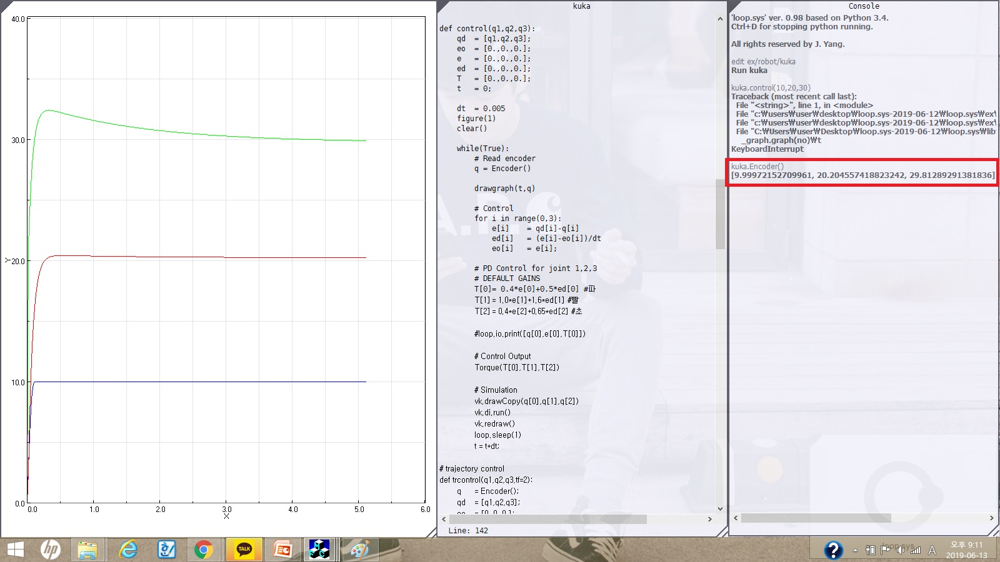 40.0
30.0
Y
20.0
10.0
0.0
0.0
1.0
2.0
3.0
4.0
5.0
6.0
X
kuka
def control(q1,q2,q3):
qd = [q1,q2,q3];
eo = [0.,0.,0.];
e = [0.,0.,0.];
ed = [0.,0.,0.];
T = [0.,0.,0.];
t = 0;
dt = 0.005
figure(1)
clear()
while(True):
# Read encoder
q = Encoder()
drawgraph(t,q)
# Control
for i in range(0,3):
e[i] = qd[i]-q[i]
ed[i] = (e[i]-eo[i])/dt
eo[i] = e[i];
# PD Control for joint 1,2,3
# DEFAULT GAINS
T[0]= 0.4*e[0]+0.5*ed[0] #파
T[1] = 1.0*e[1]+1.6*ed[1] #빨
T[2] = 0.4*e[2]+0.65*ed[2] #초
#loop.io.print([q[0],e[0],T[0]])
# Control Output
Torque(T[0],T[1],T[2])
# Simulation
vk.drawCopy(q[0],q[1],q[2])
vk.di.run()
vk.redraw()
loop.sleep(1)
t = t+dt;
# trajectory control
def trcontrol(q1,q2,q3,tf=2):
q = Encoder();
qd = [q1,q2,q3];
Line: 142
Console
'loop.sys' ver. 0.98 based on Python 3.4.
Ctrl+D for stopping python running.
All rights reserved by J. Yang.
edit ex/robot/kuka
Run kuka
kuka.control(10,20,30)
Traceback (most recent call last):
File "<string>", line 1, in <module>
File "c:₩users₩user₩desktop₩loop.sys-2019-06-12₩loop.sys₩ex₩
File "c:₩users₩user₩desktop₩loop.sys-2019-06-12₩loop.sys₩ex₩
File "C:₩Users₩user₩Desktop₩loop.sys-2019-06-12₩loop.sys₩lib
_graph.graph(no)₩t
KeyboardInterrupt
kuka.Encoder()
[9.99972152709961, 20.204557418823242, 29.81289291381836]
hp
TALK
loop.sys
A
오후 9:11
2019-06-13